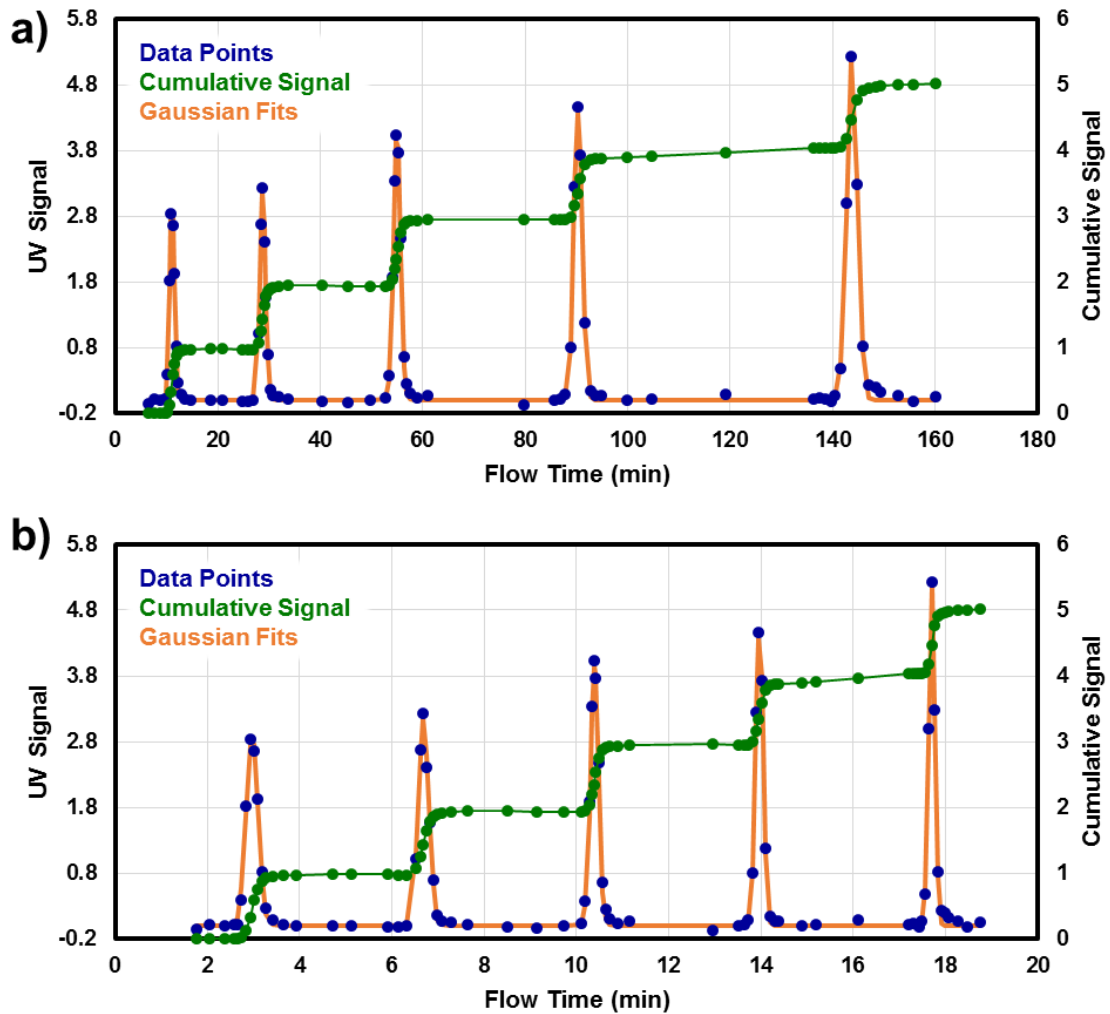 a)
5.8
4.8
3.8
2.8
1.8
0.8
-0.2
UV Signal
Data Points
Cumulative Signal
Gaussian Fits
6
5
4
3
2
1
0
Cumulative Signal
0 20 40 60 80 100 120 140 160 180
Flow Time (min)
b)
5.8
4.8
3.8
2.8
1.8
0.8
-0.2
UV Signal
Data Points
Cumulative Signal
Gaussian Fits
6
5
4
3
2
1
0
Cumulative Signal
0 2 4 6 8 10 12 14 16 18 20
Flow Time (min)